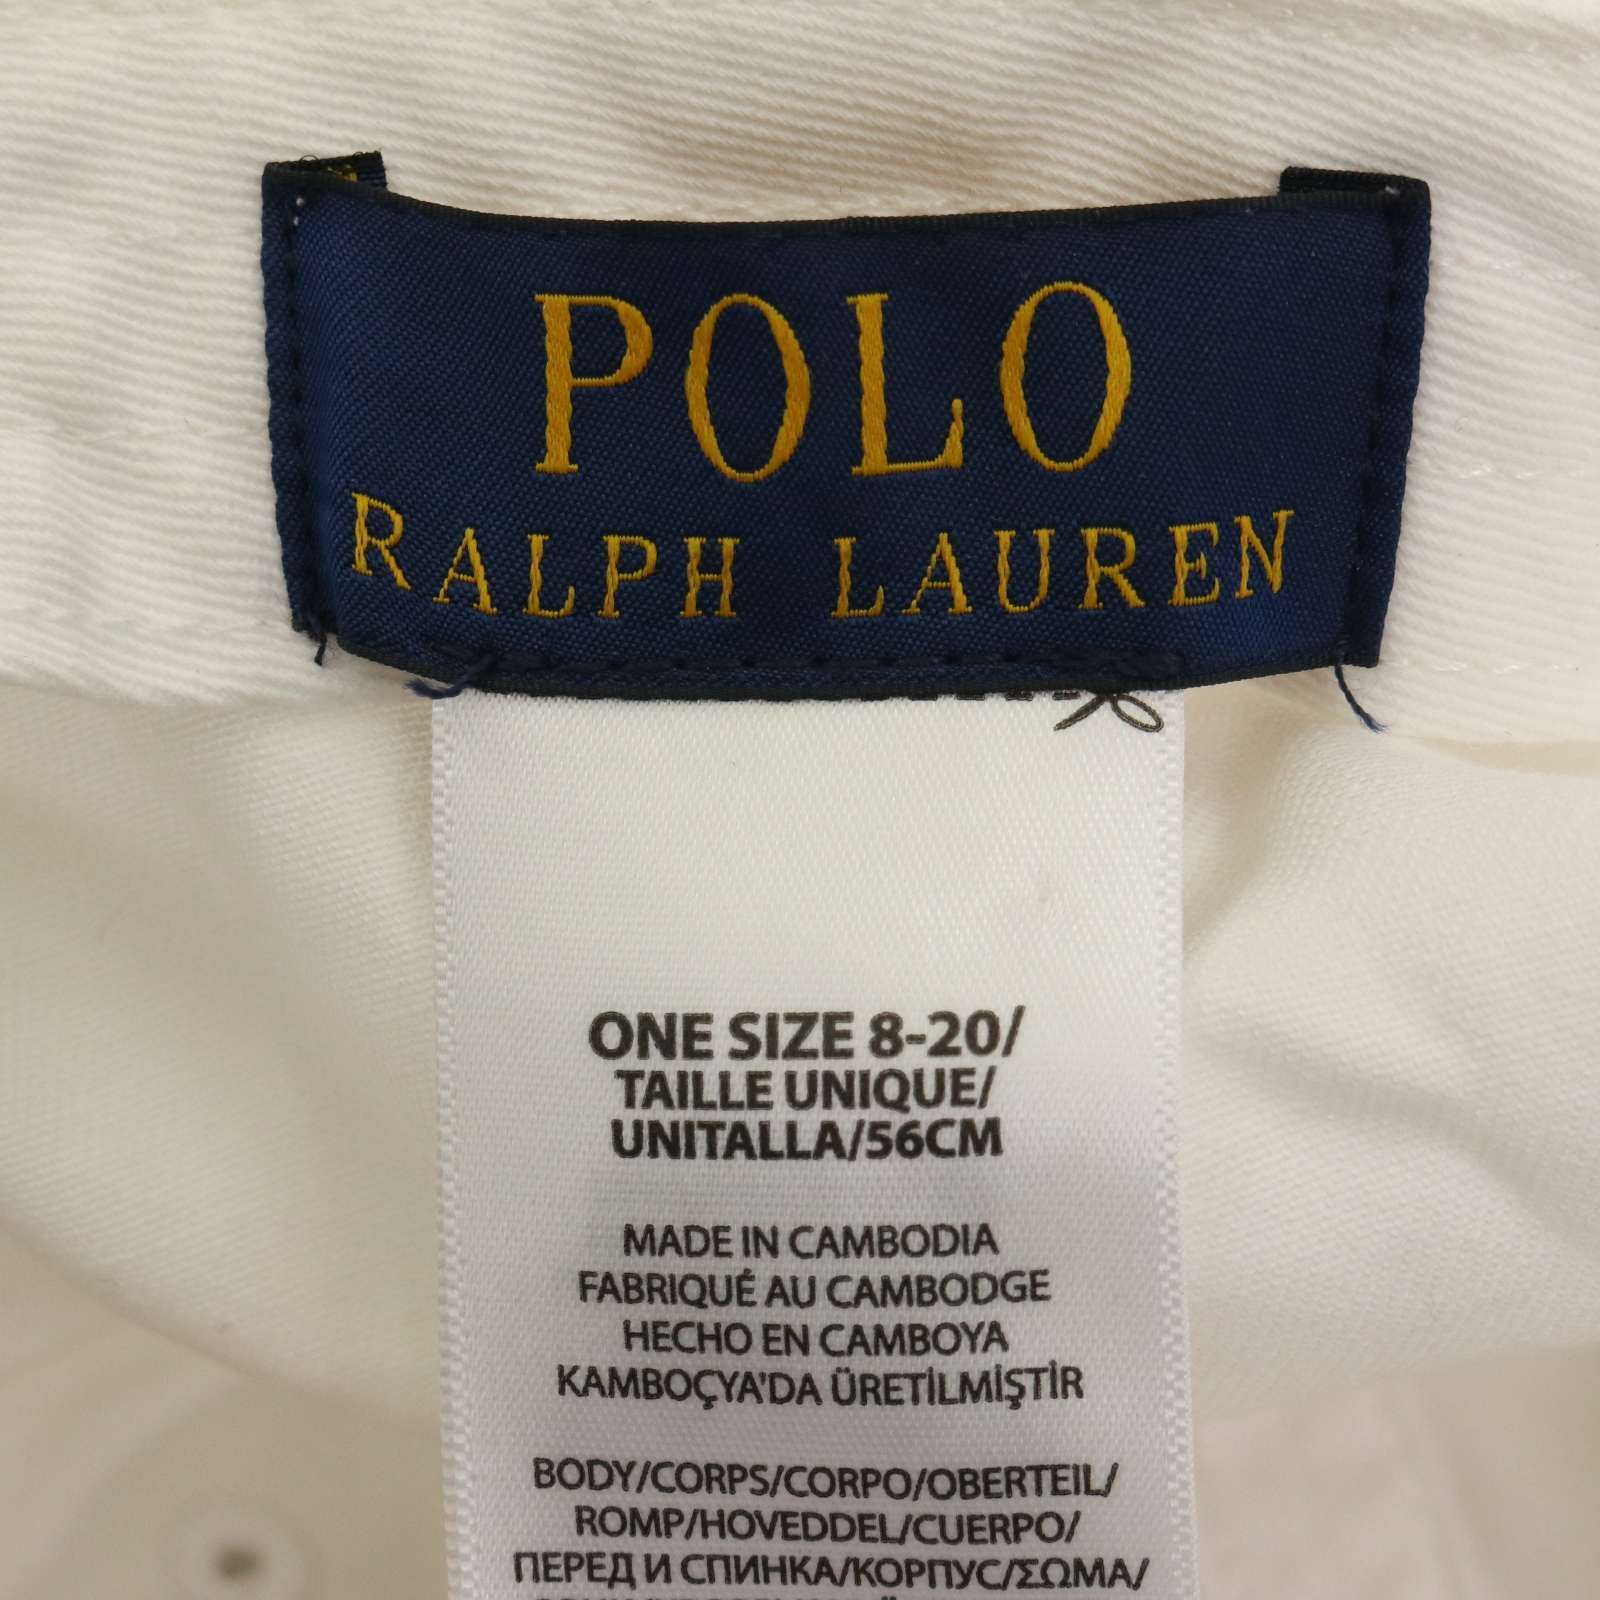 POLO
RALPH LAUREN
ONE SIZE 8-20/
TAILLE UNIQUE/
UNITALLA/56CM
MADE IN CAMBODIA
FABRIQUÉ AU CAMBODGE
HECHO EN CAMBOYA
KAMBOÇYA'DA ÜRETİLMİŞTİR
BODY/CORPS/CORPO/OBERTEIL/
ROMP/HOVEDDEL/CUERPO/
ПЕРЕД И СПИНКА/КОРПУС/ΣΩΜΑ/